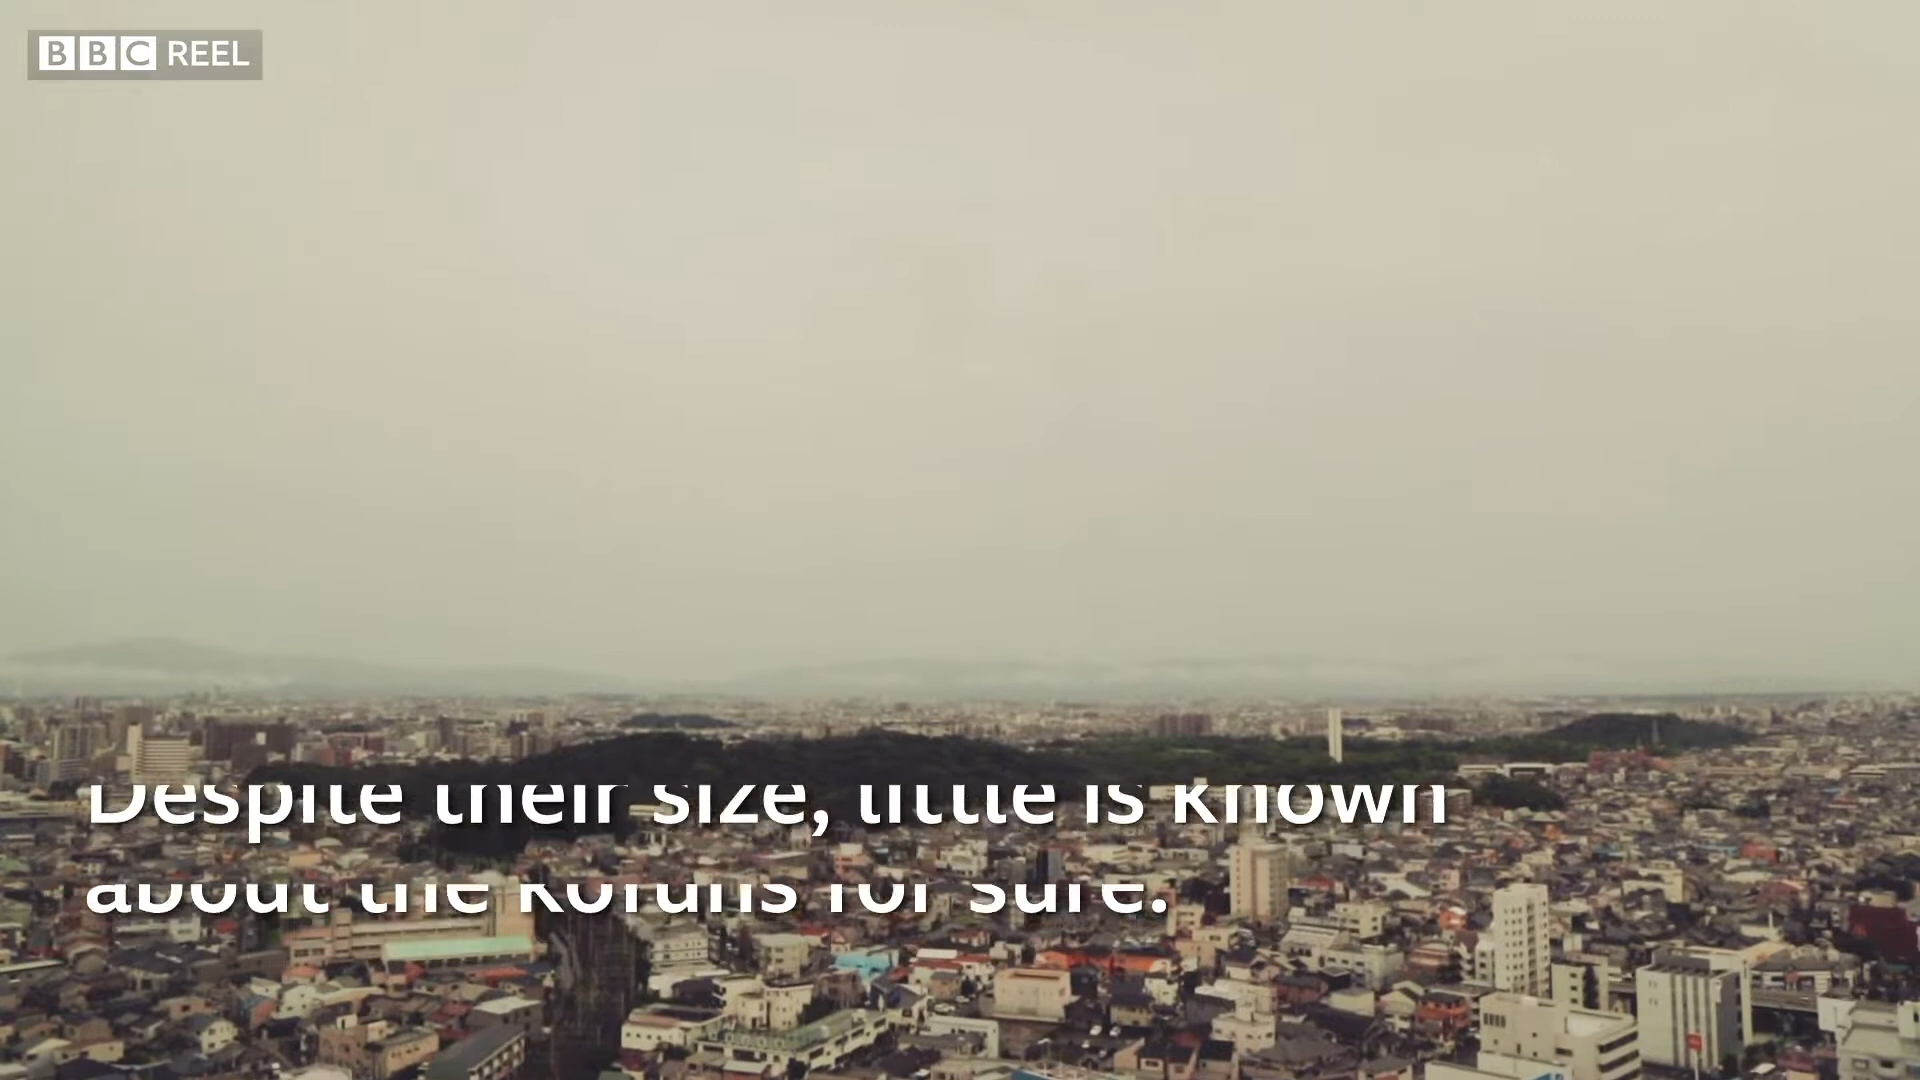 BBC REEL
Despite their size, little is known
about the kofuns for sure.